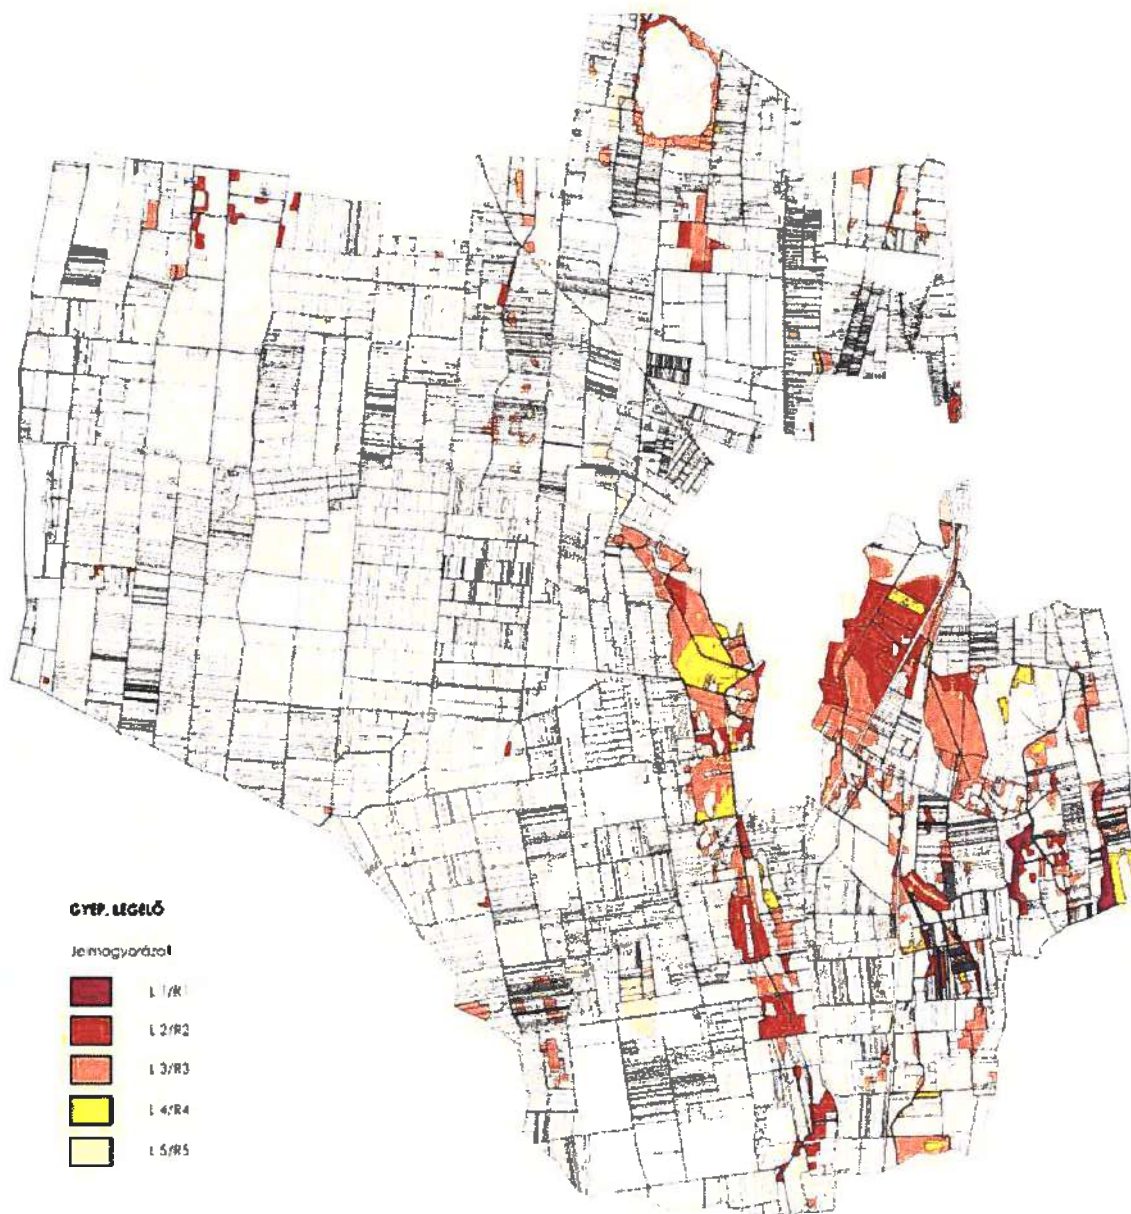 GYEP, LEGELŐ
Jelmagyarázat
L 1/R1
L 2/R2
L 3/R3
L 4/R4
L 5/R5